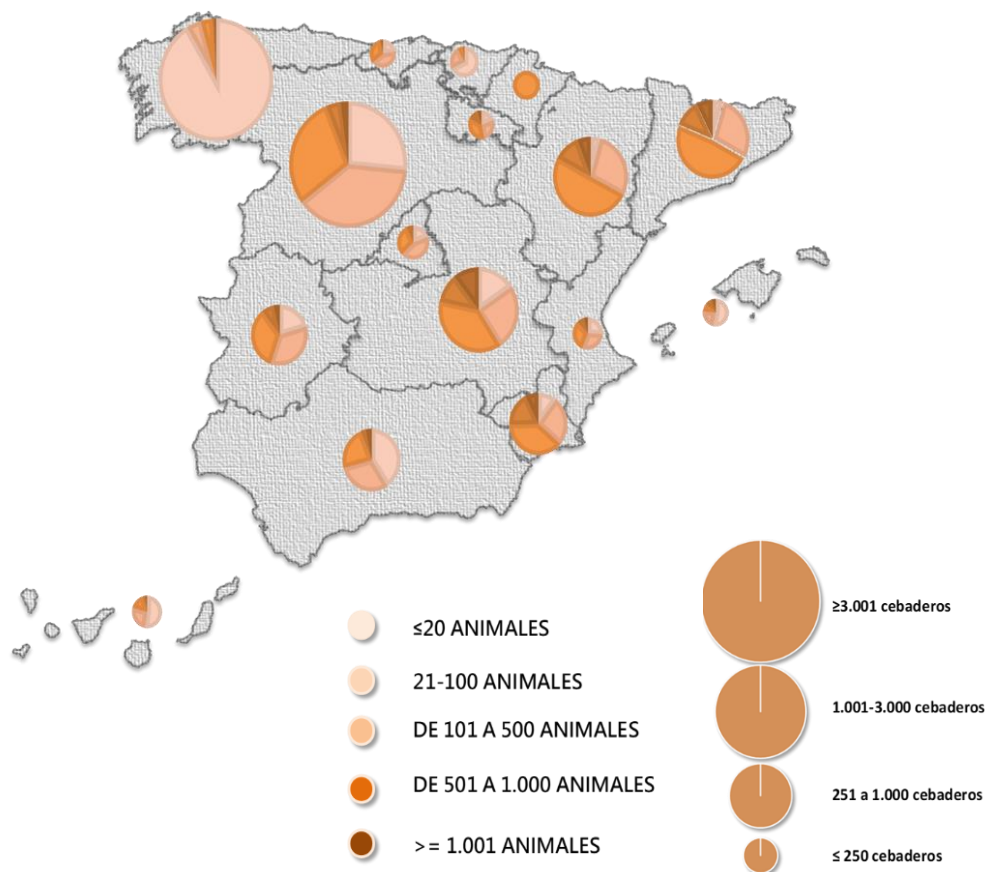 ≤20 ANIMALES
21-100 ANIMALES
DE 101 A 500 ANIMALES
DE 501 A 1.000 ANIMALES
>= 1.001 ANIMALES
≥3.001 cebaderos
1.001-3.000 cebaderos
251 a 1.000 cebaderos
≤ 250 cebaderos